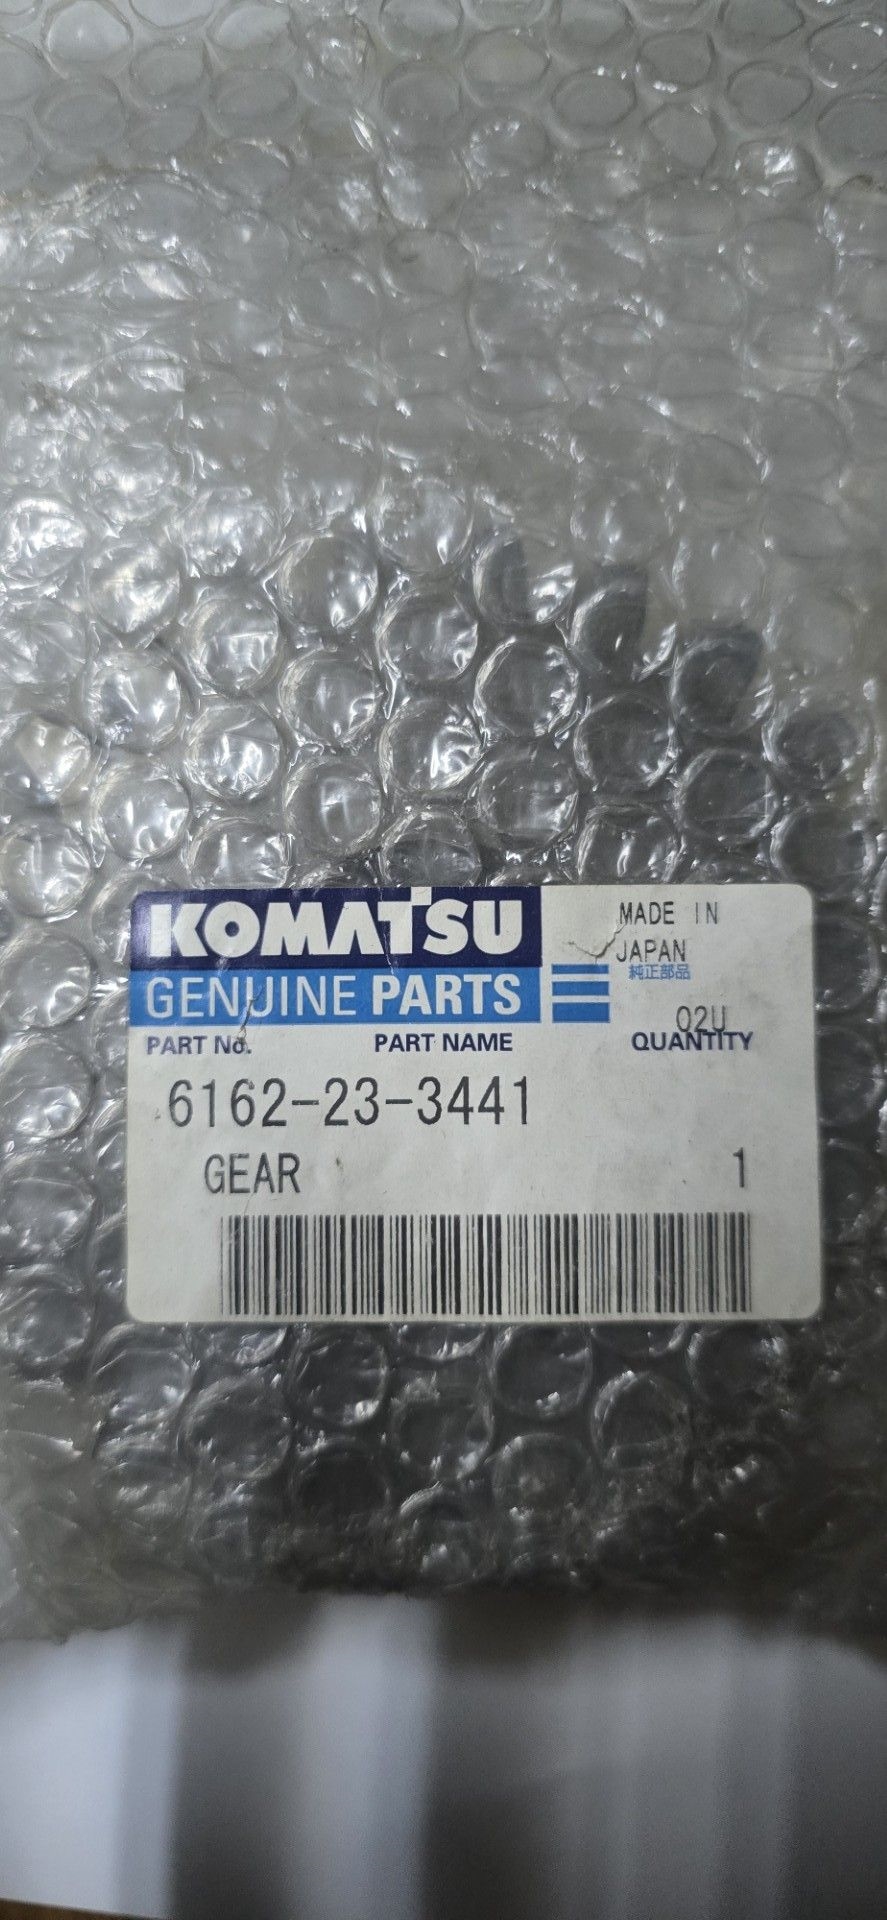 KOMATSU
MADE IN
JAPAN
純正部品
GENUINE PARTS
02U
PART No. PART NAME QUANTITY
6162-23-3441
GEAR 1